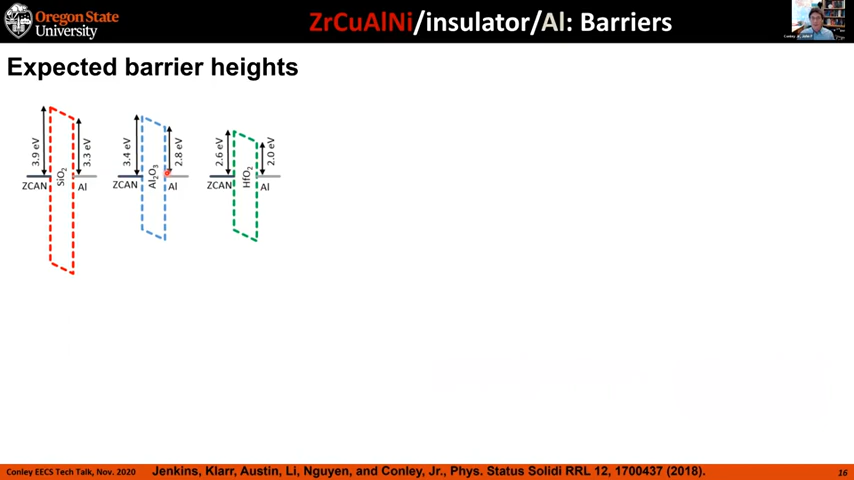 Oregon State
University
ZrCuAlNi/insulator/Al: Barriers
Expected barrier heights
3.9 eV
SiO2
3.3 eV
ZCAN
Al
3.4 eV
Al2O3
2.8 eV
ZCAN
Al
2.6 eV
HfO2
2.0 eV
ZCAN
Al
Conley EECS Tech Talk, Nov. 2020
Jenkins, Klarr, Austin, Li, Nguyen, and Conley, Jr., Phys. Status Solidi RRL 12, 1700437 (2018).
16